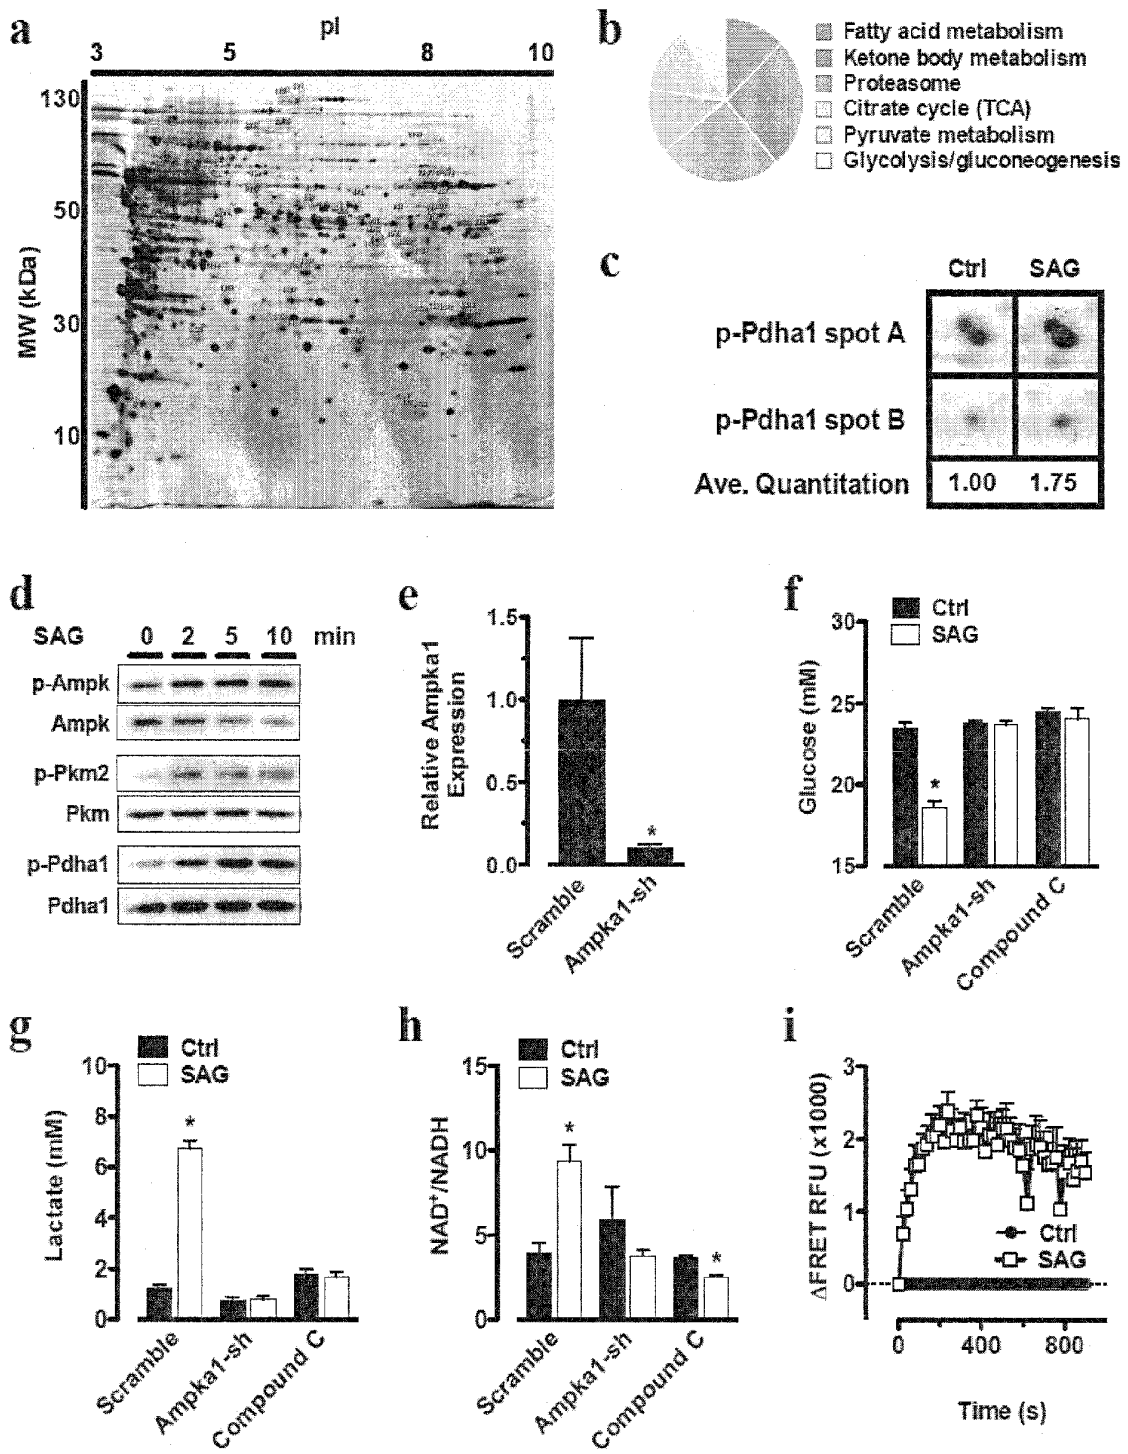 a
pI
3 5 8 10
MW (kDa)
130
50
30
10
b
Fatty acid metabolism
Ketone body metabolism
Proteasome
Citrate cycle (TCA)
Pyruvate metabolism
Glycolysis/gluconeogenesis
c
Ctrl SAG
p-Pdha1 spot A
p-Pdha1 spot B
Ave. Quantitation 1.00 1.75
d
SAG 0 2 5 10 min
p-Ampk
Ampk
p-Pkm2
Pkm
p-Pdha1
Pdha1
e
Relative Ampka1
Expression
1.5
1.0
0.5
0.0
*
Scramble
Ampka1-sh
f
Ctrl
SAG
Glucose (mM)
30
25
20
15
*
Scramble
Ampka1-sh
Compound C
g
Ctrl
SAG
Lactate (mM)
10
8
6
4
2
0
*
Scramble
Ampka1-sh
Compound C
h
Ctrl
SAG
NAD+/NADH
15
10
5
0
*
*
Scramble
Ampka1-sh
Compound C
i
ΔFRET RFU (x1000)
3
2
1
0
Ctrl
SAG
0 400 800
Time (s)